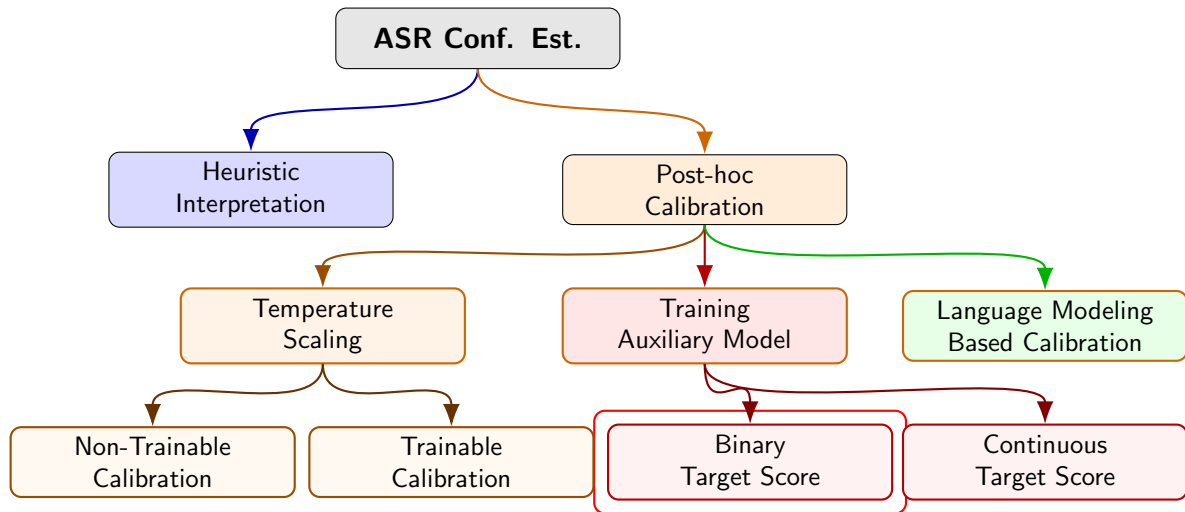 ASR Conf. Est.
Heuristic
Interpretation
Post-hoc
Calibration
Temperature
Scaling
Training
Auxiliary Model
Language Modeling
Based Calibration
Non-Trainable
Calibration
Trainable
Calibration
Binary
Target Score
Continuous
Target Score